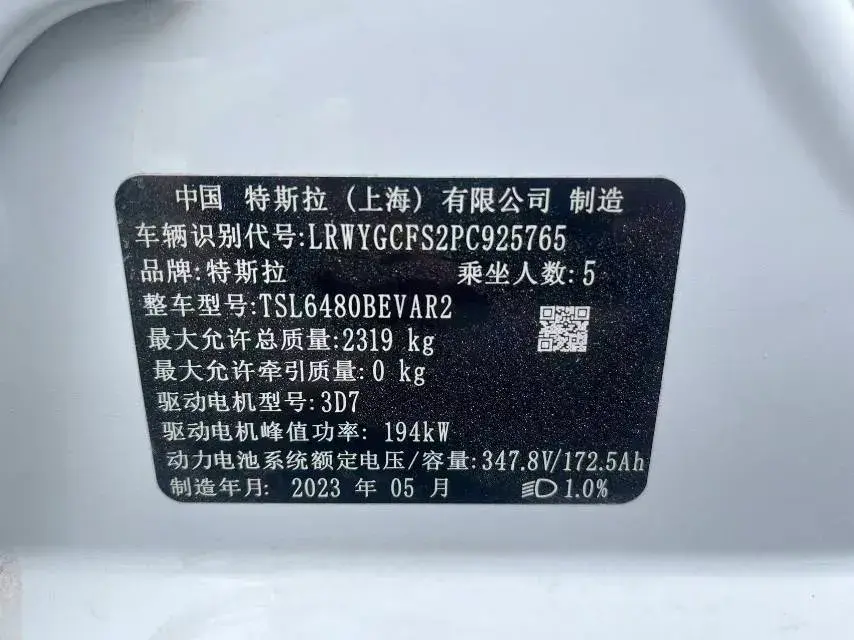 中国 特斯拉 (上海) 有限公司 制造
车辆识别代号:LRWYGCFS2PC925765
品牌:特斯拉 乘坐人数:5
整车型号:TSL6480BEVAR2
最大允许总质量:2319 kg
最大允许牵引质量:0 kg
驱动电机型号:3D7
驱动电机峰值功率: 194kW
动力电池系统额定电压/容量:347.8V/172.5Ah
制造年月: 2023 年 05 月 1.0%